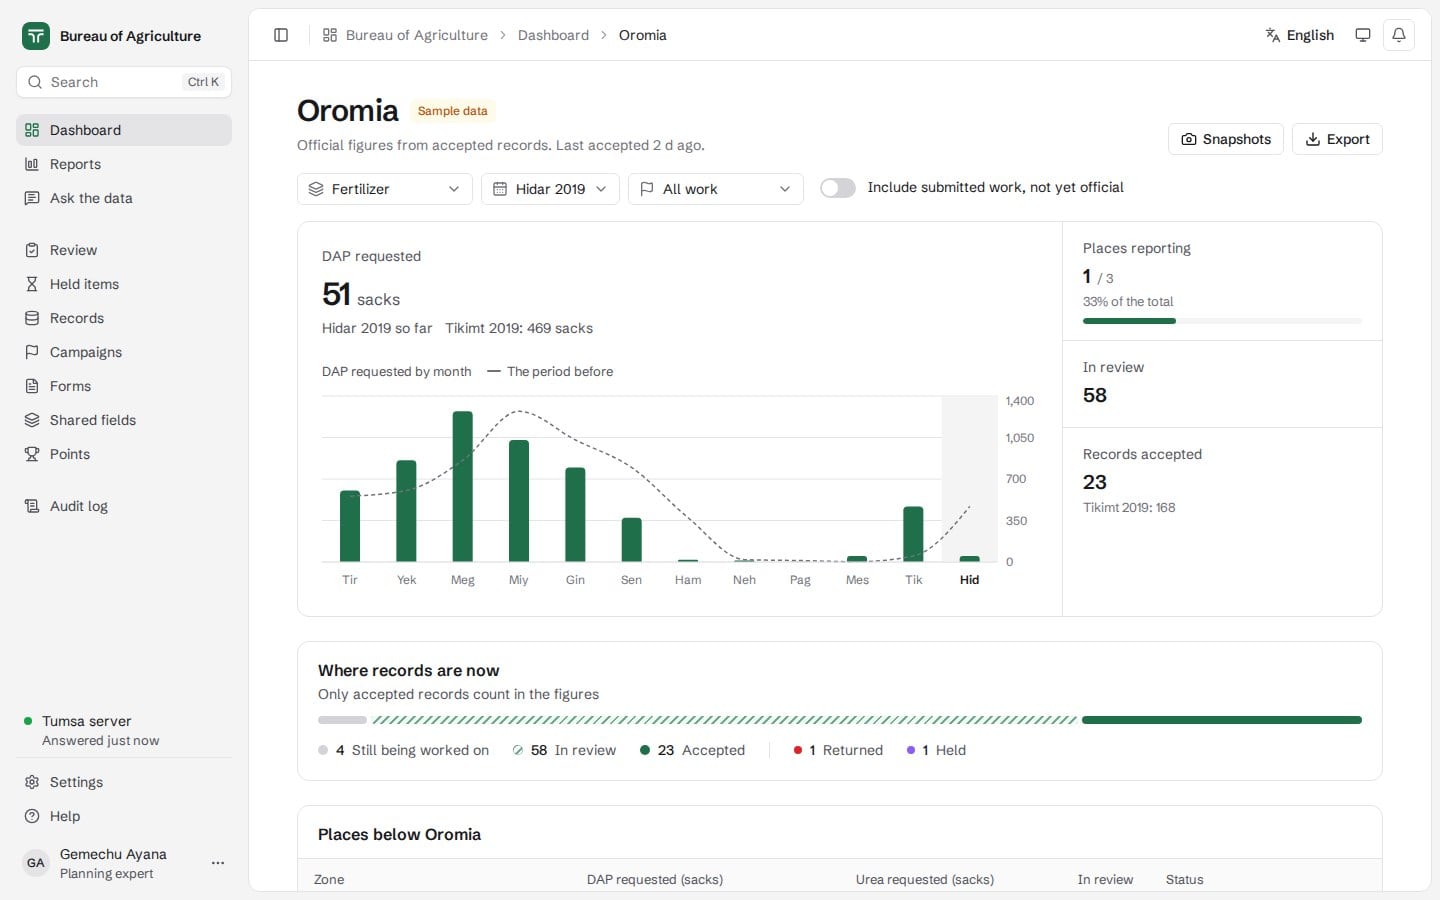 Bureau of Agriculture
Search Ctrl K
Dashboard
Reports
Ask the data
Review
Held items
Records
Campaigns
Forms
Shared fields
Points
Audit log
Tumsa server
Answered just now
Settings
Help
GA Gemechu Ayana
Planning expert
Bureau of Agriculture Dashboard Oromia
English
Oromia Sample data
Official figures from accepted records. Last accepted 2 d ago.
Snapshots Export
Fertilizer Hidar 2019 All work Include submitted work, not yet official
DAP requested
51 sacks
Hidar 2019 so far Tikimt 2019: 469 sacks
DAP requested by month The period before
1,400
1,050
700
350
0
Tir Yek Meg Miy Gin Sen Ham Neh Pag Mes Tik Hid
Places reporting
1 / 3
33% of the total
In review
58
Records accepted
23
Tikimt 2019: 168
Where records are now
Only accepted records count in the figures
4 Still being worked on 58 In review 23 Accepted 1 Returned 1 Held
Places below Oromia
Zone DAP requested (sacks) Urea requested (sacks) In review Status